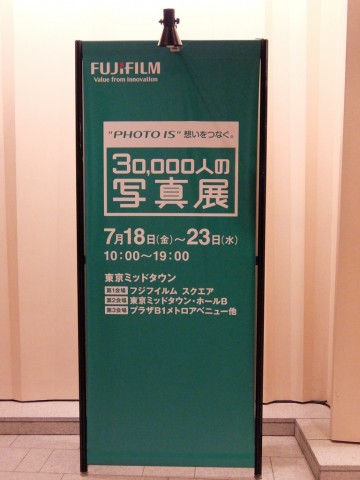 FUJIFILM
Value from innovation
"PHOTO IS" 想いをつなぐ。
30,000人の
写真展
7月18日(金)～23日(水)
10:00～19:00
東京ミッドタウン
第1会場 フジフイルム スクエア
第2会場 東京ミッドタウン・ホールB
第3会場 プラザB1メトロアベニュー他